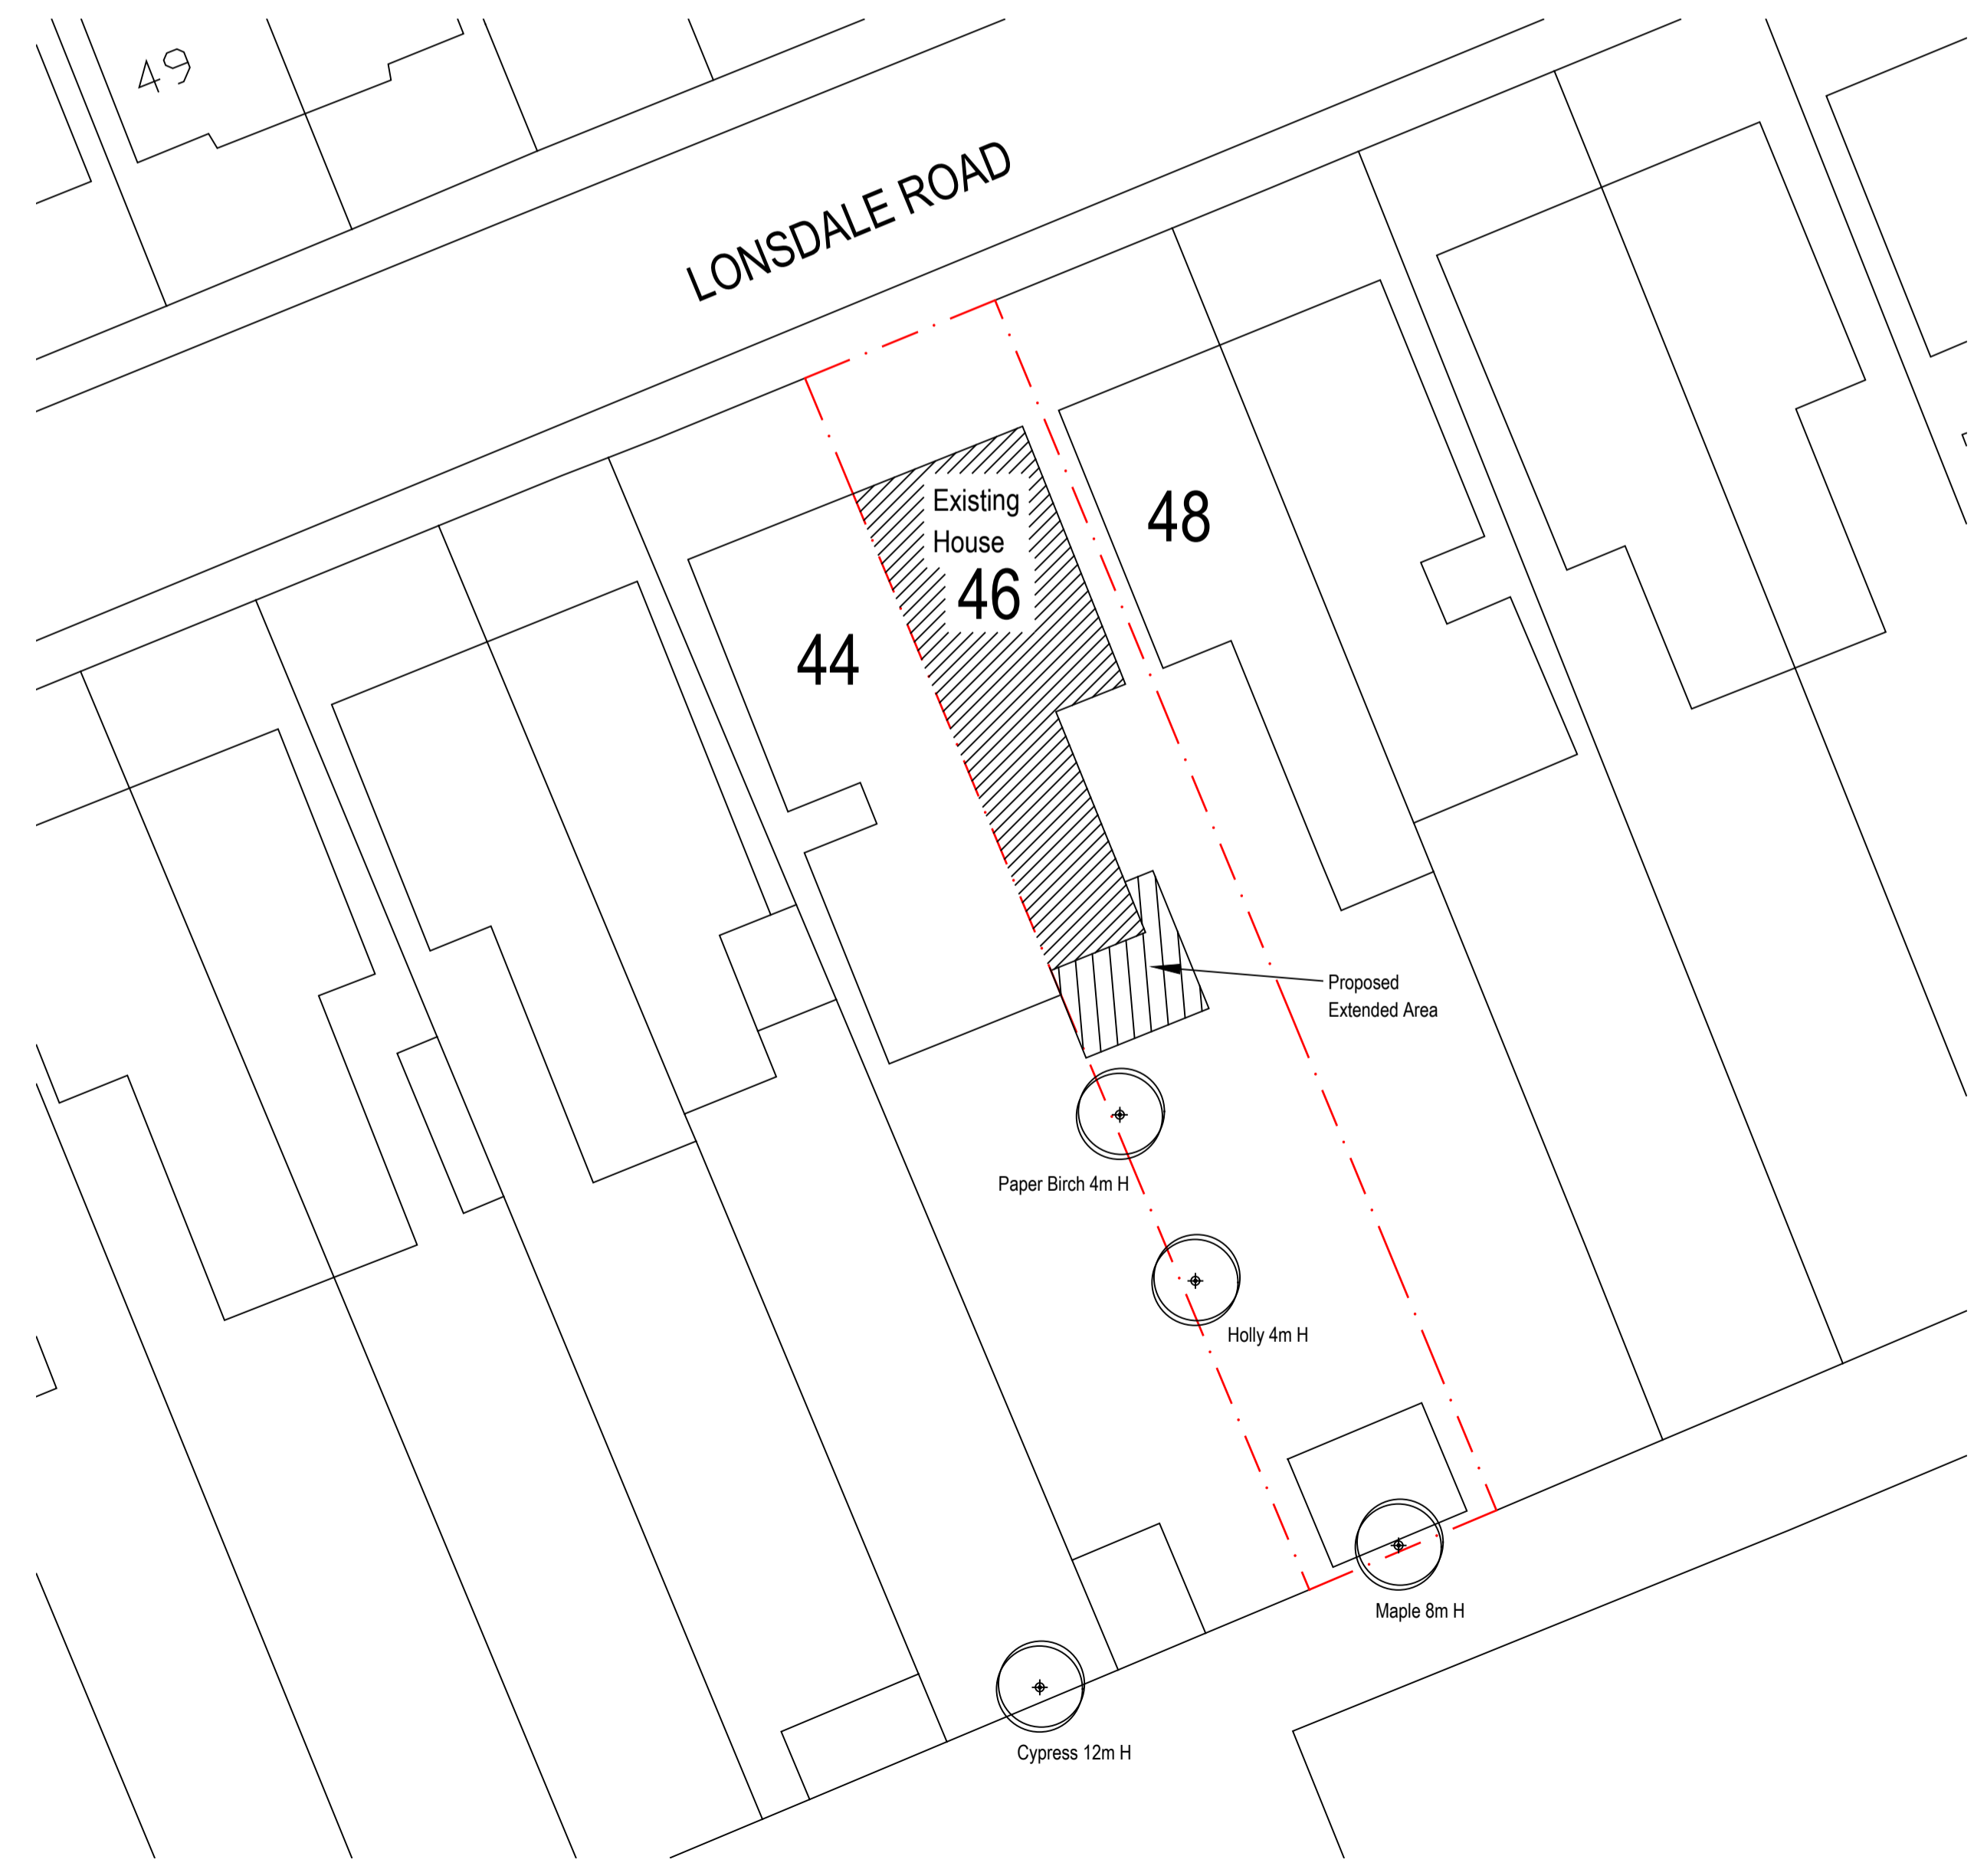 49
LONSDALE ROAD
Existing
House
46
48
44
Proposed
Extended Area
Paper Birch 4m H
Holly 4m H
Maple 8m H
Cypress 12m H